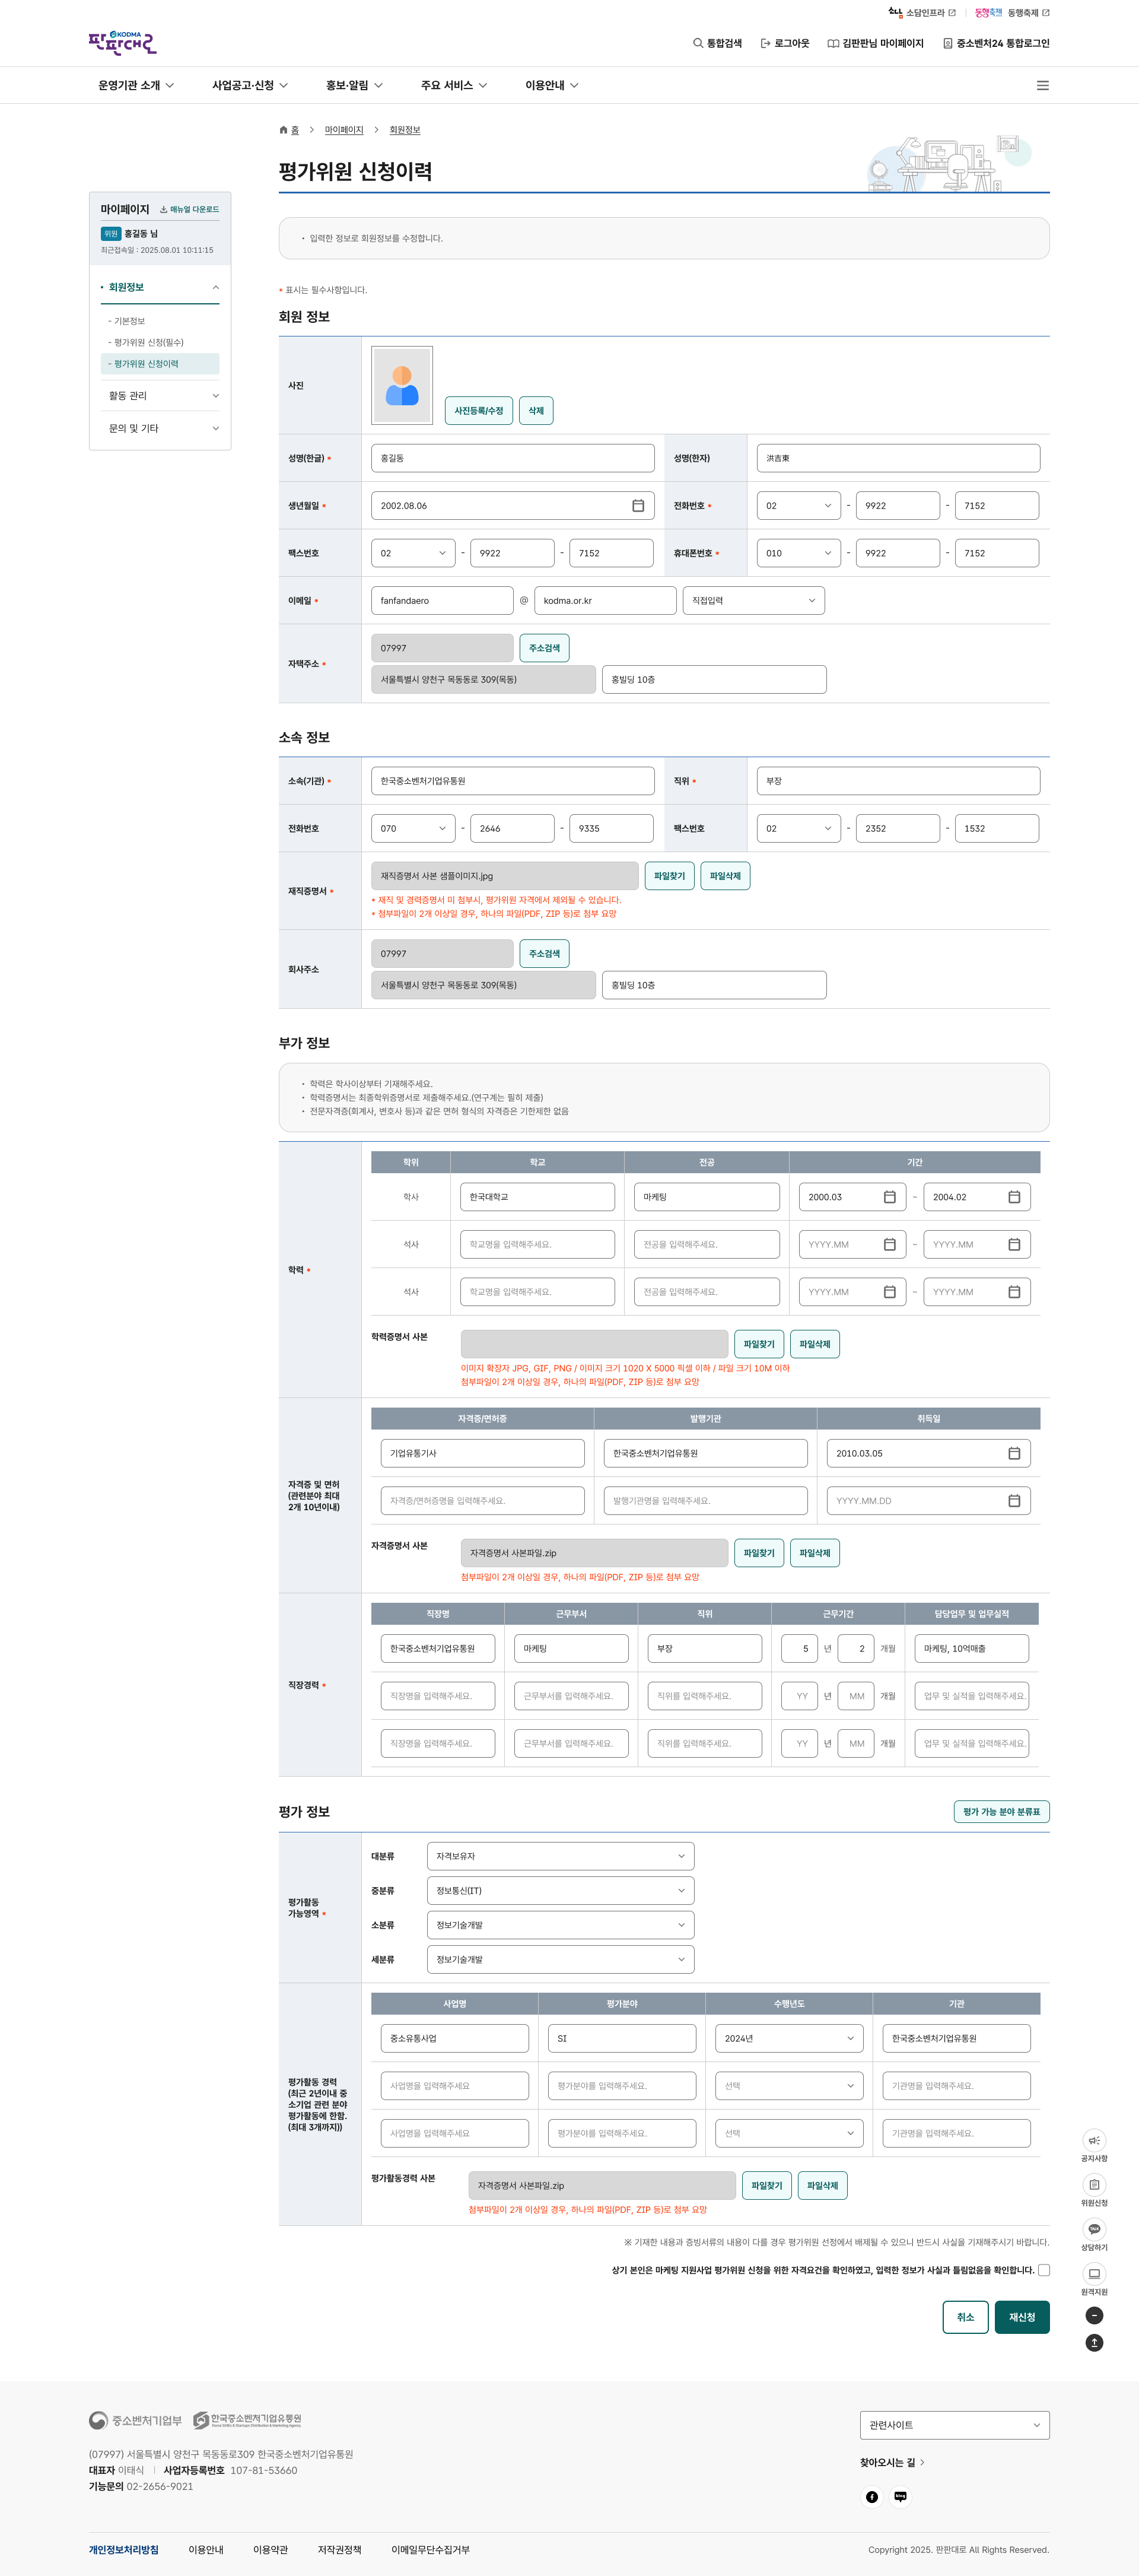 소담 소담인프라
동행축제 동행축제
KODMA
판판대로
통합검색
로그아웃
김판판님 마이페이지
중소벤처24 통합로그인
운영기관 소개
사업공고·신청
홍보·알림
주요 서비스
이용안내
홈 > 마이페이지 > 회원정보
평가위원 신청이력
마이페이지
매뉴얼 다운로드
위원 홍길동 님
최근접속일 : 2025.08.01 10:11:15
회원정보
- 기본정보
- 평가위원 신청(필수)
- 평가위원 신청이력
활동 관리
문의 및 기타
• 입력한 정보로 회원정보를 수정합니다.
* 표시는 필수사항입니다.
회원 정보
사진
사진등록/수정 삭제
성명(한글) * 홍길동 성명(한자) 洪吉東
생년월일 * 2002.08.06 전화번호 * 02 - 9922 - 7152
팩스번호 02 - 9922 - 7152 휴대폰번호 * 010 - 9922 - 7152
이메일 * fanfandaero @ kodma.or.kr 직접입력
자택주소 * 07997 주소검색
서울특별시 양천구 목동동로 309(목동) 홍빌딩 10층
소속 정보
소속(기관) * 한국중소벤처기업유통원 직위 * 부장
전화번호 070 - 2646 - 9335 팩스번호 02 - 2352 - 1532
재직증명서 * 재직증명서 사본 샘플이미지.jpg 파일찾기 파일삭제
* 재직 및 경력증명서 미 첨부시, 평가위원 자격에서 제외될 수 있습니다.
* 첨부파일이 2개 이상일 경우, 하나의 파일(PDF, ZIP 등)로 첨부 요망
회사주소 07997 주소검색
서울특별시 양천구 목동동로 309(목동) 홍빌딩 10층
부가 정보
• 학력은 학사이상부터 기재해주세요.
• 학력증명서는 최종학위증명서로 제출해주세요.(연구계는 필히 제출)
• 전문자격증(회계사, 변호사 등)과 같은 면허 형식의 자격증은 기한제한 없음
학력 *
학위 학교 전공 기간
학사 한국대학교 마케팅 2000.03 ~ 2004.02
석사 학교명을 입력해주세요. 전공을 입력해주세요. YYYY.MM ~ YYYY.MM
석사 학교명을 입력해주세요. 전공을 입력해주세요. YYYY.MM ~ YYYY.MM
학력증명서 사본 파일찾기 파일삭제
이미지 확장자 JPG, GIF, PNG / 이미지 크기 1020 X 5000 픽셀 이하 / 파일 크기 10M 이하
첨부파일이 2개 이상일 경우, 하나의 파일(PDF, ZIP 등)로 첨부 요망
자격증 및 면허
(관련분야 최대
2개 10년이내)
자격증/면허증 발행기관 취득일
기업유통기사 한국중소벤처기업유통원 2010.03.05
자격증/면허증명을 입력해주세요. 발행기관명을 입력해주세요. YYYY.MM.DD
자격증명서 사본 자격증명서 사본파일.zip 파일찾기 파일삭제
첨부파일이 2개 이상일 경우, 하나의 파일(PDF, ZIP 등)로 첨부 요망
직장경력 *
직장명 근무부서 직위 근무기간 담당업무 및 업무실적
한국중소벤처기업유통원 마케팅 부장 5 년 2 개월 마케팅, 10억매출
직장명을 입력해주세요. 근무부서를 입력해주세요. 직위를 입력해주세요. YY 년 MM 개월 업무 및 실적을 입력해주세요.
직장명을 입력해주세요. 근무부서를 입력해주세요. 직위를 입력해주세요. YY 년 MM 개월 업무 및 실적을 입력해주세요.
평가 정보
평가 가능 분야 분류표
평가활동
가능영역 *
대분류 자격보유자
중분류 정보통신(IT)
소분류 정보기술개발
세분류 정보기술개발
평가활동 경력
(최근 2년이내 중
소기업 관련 분야
평가활동에 한함.
(최대 3개까지))
사업명 평가분야 수행년도 기관
중소유통사업 SI 2024년 한국중소벤처기업유통원
사업명을 입력해주세요 평가분야를 입력해주세요. 선택 기관명을 입력해주세요.
사업명을 입력해주세요 평가분야를 입력해주세요. 선택 기관명을 입력해주세요.
평가활동경력 사본 자격증명서 사본파일.zip 파일찾기 파일삭제
첨부파일이 2개 이상일 경우, 하나의 파일(PDF, ZIP 등)로 첨부 요망
※ 기재한 내용과 증빙서류의 내용이 다를 경우 평가위원 선정에서 배제될 수 있으니 반드시 사실을 기재해주시기 바랍니다.
상기 본인은 마케팅 지원사업 평가위원 신청을 위한 자격요건을 확인하였고, 입력한 정보가 사실과 틀림없음을 확인합니다.
취소 재신청
공지사항
위원신청
상담하기
원격지원
중소벤처기업부
한국중소벤처기업유통원
관련사이트
(07997) 서울특별시 양천구 목동동로309 한국중소벤처기업유통원
대표자 이태식 | 사업자등록번호 107-81-53660
기능문의 02-2656-9021
찾아오시는 길
blog
개인정보처리방침
이용안내
이용약관
저작권정책
이메일무단수집거부
Copyright 2025. 판판대로 All Rights Reserved.